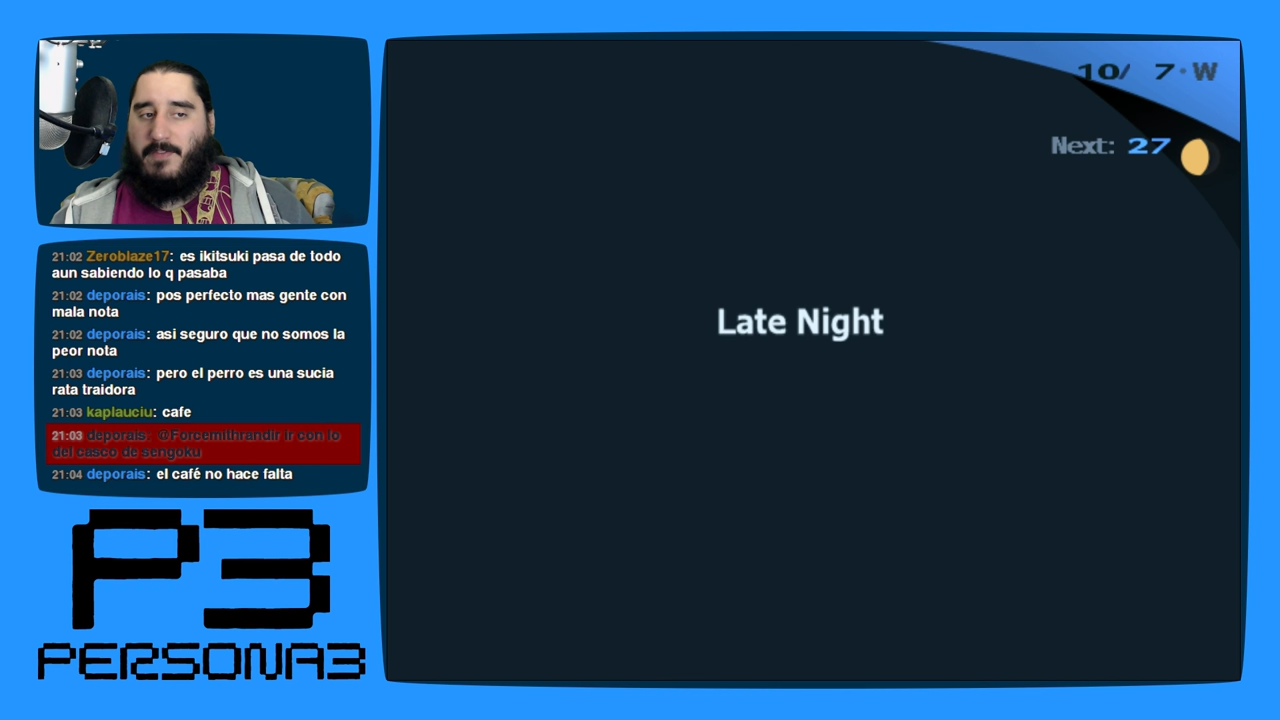 21:02 Zeroblaze17: es ikitsuki pasa de todo
aun sabiendo lo q pasaba
21:02 deporais: pos perfecto mas gente con
mala nota
21:02 deporais: asi seguro que no somos la
peor nota
21:03 deporais: pero el perro es una sucia
rata traidora
21:03 kaplauciu: cafe
21:03 deporais: @Forcemithrandir ir con lo
del casco de sengoku
21:04 deporais: el café no hace falta
P3
PERSONA3
10/ 7·W
Next: 27
Late Night